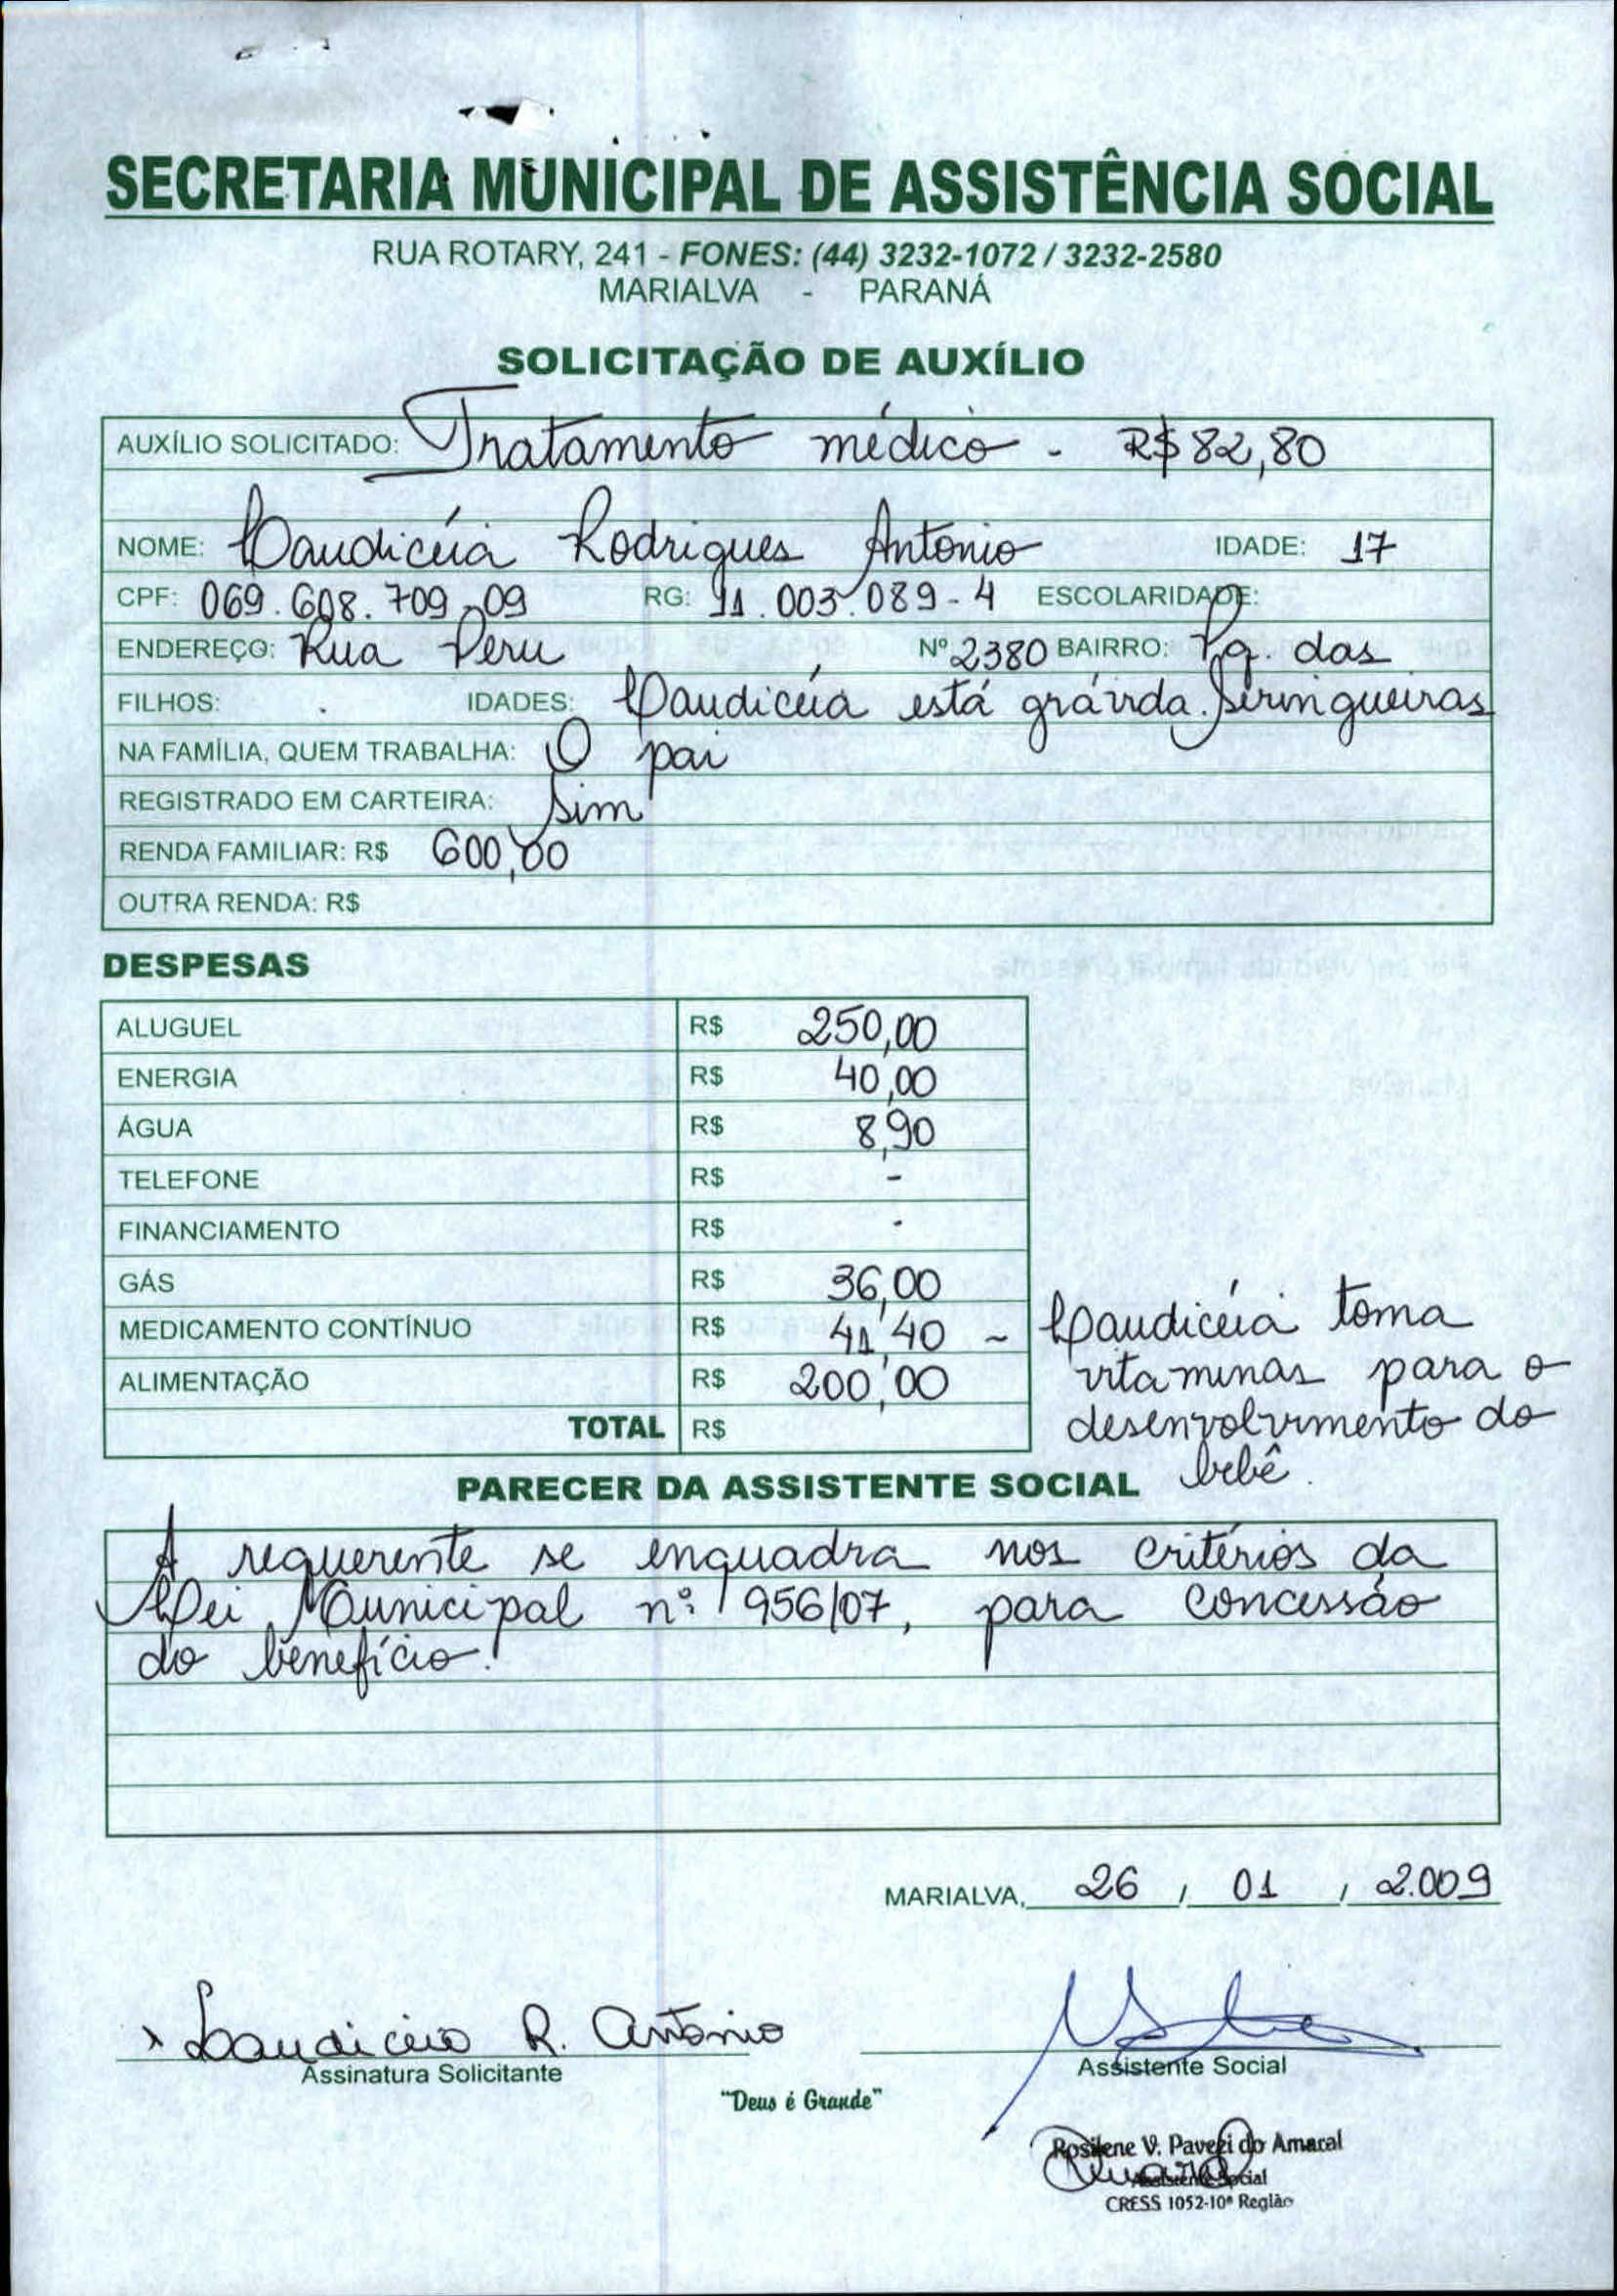 SECRETARIA MUNICIPAL DE ASSISTÊNCIA SOCIAL
RUA ROTARY, 241 - FONES: (44) 3232-1072 / 3232-2580
MARIALVA - PARANÁ
SOLICITAÇÃO DE AUXÍLIO
AUXÍLIO SOLICITADO: Tratamento médico - R$ 82,80
NOME: Laudicéia Rodrigues Antonio IDADE: 17
CPF: 069.608.709-09 RG: 11.003.089-4 ESCOLARIDADE:
ENDEREÇO: Rua Peru Nº 2380 BAIRRO: Pq. das
FILHOS: IDADES: Laudicéia está grávida. Seringueiras
NA FAMÍLIA, QUEM TRABALHA: O pai
REGISTRADO EM CARTEIRA: Sim
RENDA FAMILIAR: R$ 600,00
OUTRA RENDA: R$
DESPESAS
ALUGUEL R$ 250,00
ENERGIA R$ 40,00
ÁGUA R$ 8,90
TELEFONE R$ -
FINANCIAMENTO R$ -
GÁS R$ 36,00
MEDICAMENTO CONTÍNUO R$ 41,40 - Laudicéia toma
vitaminas para o
ALIMENTAÇÃO R$ 200,00
desenvolvimento do
TOTAL R$
bebê.
PARECER DA ASSISTENTE SOCIAL
A requerente se enquadra nos critérios da
Lei Municipal nº 956/07, para concessão
do benefício.
MARIALVA, 26 / 01 / 2.009
x Laudiceia R. Antônio
Assinatura Solicitante
Assistente Social
"Deus é Grande"
Rosilene V. Pavezi do Amaral
Assistente Social
CRESS 1052-10ª Região